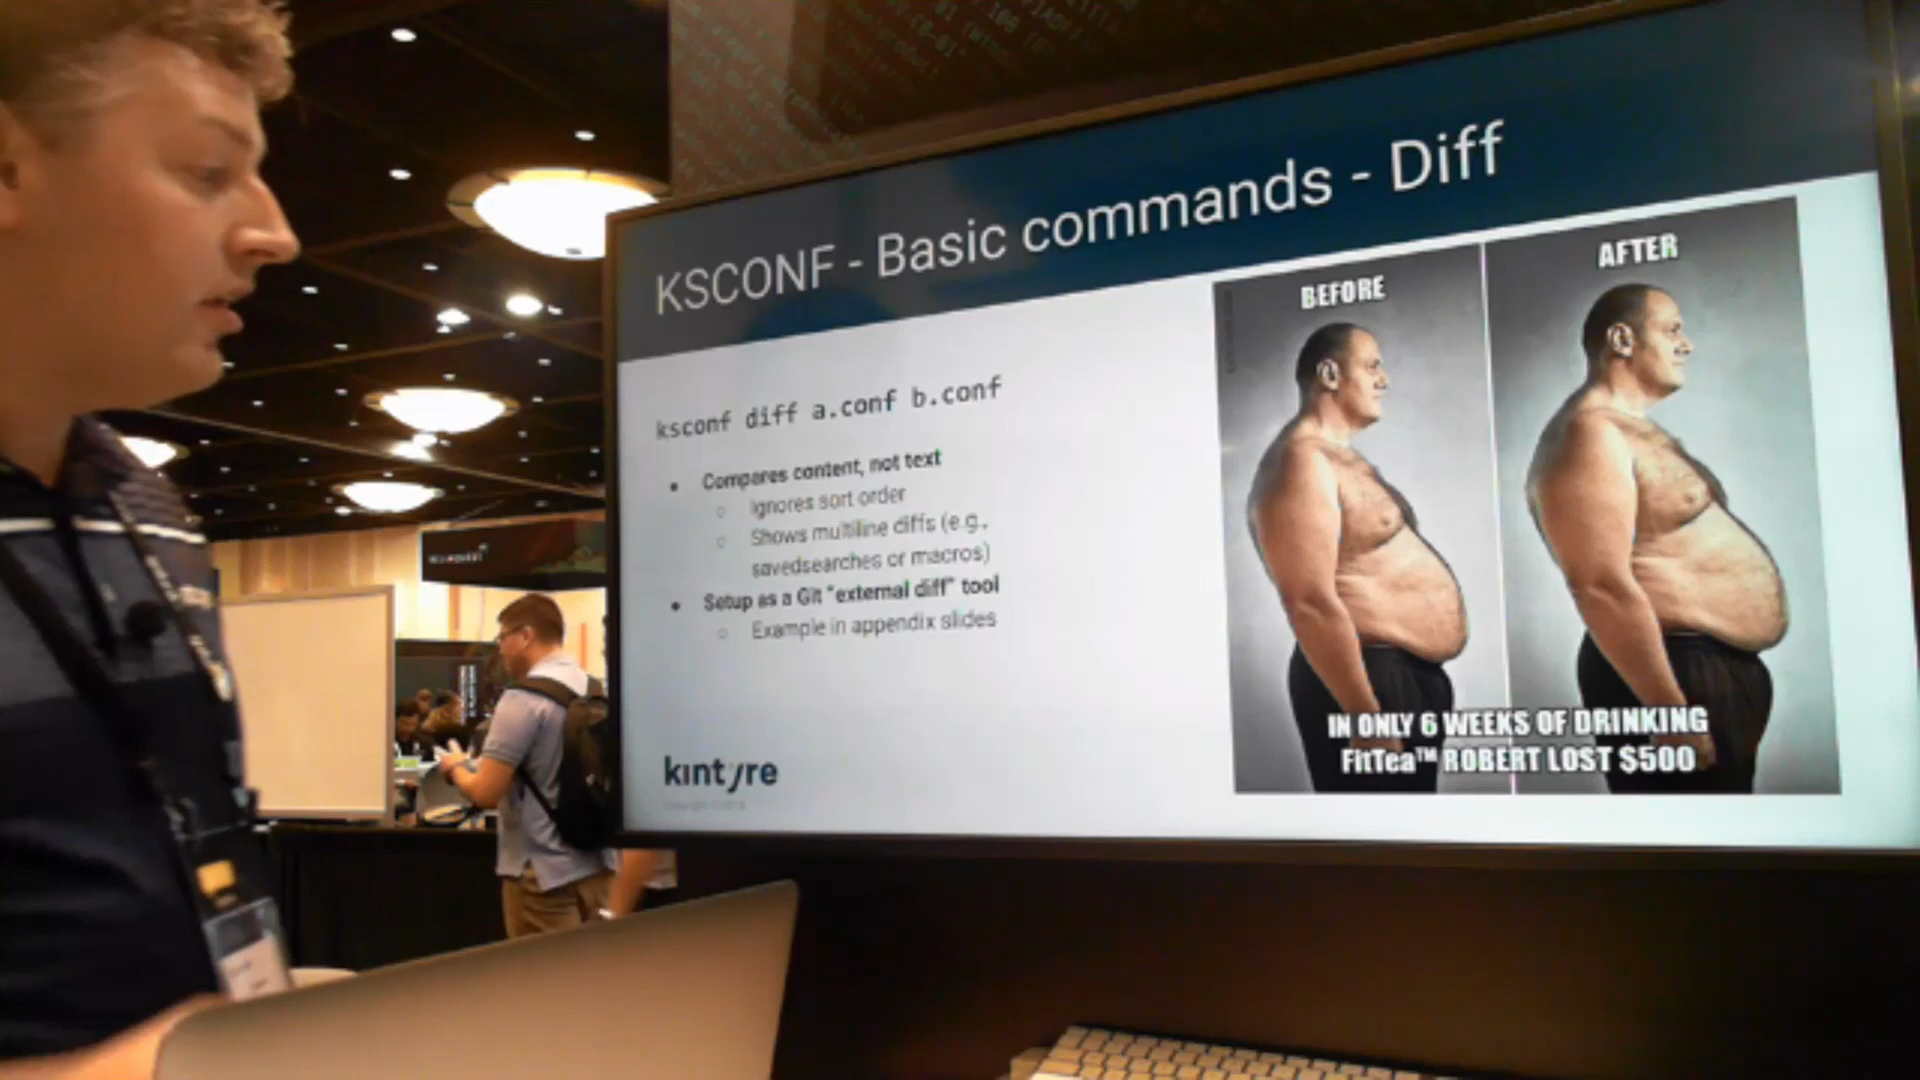 KSCONF - Basic commands - Diff
ksconf diff a.conf b.conf
• Compares content, not text
○ Ignores sort order
○ Shows multiline diffs (e.g.,
savedsearches or macros)
• Setup as a Git "external diff" tool
○ Example in appendix slides
kintyre
BEFORE
AFTER
IN ONLY 6 WEEKS OF DRINKING
FitTea™ ROBERT LOST $500